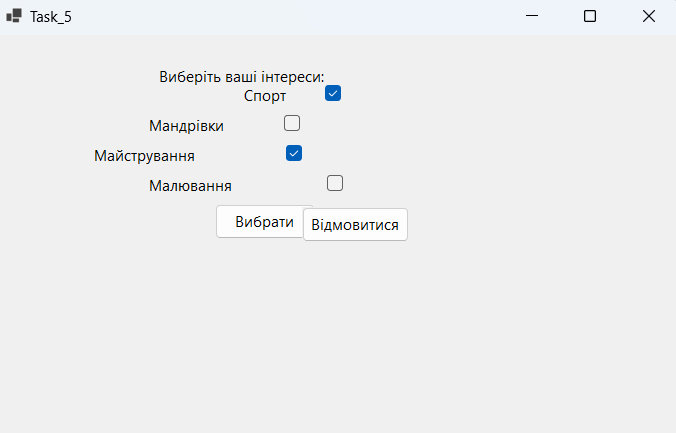 Task_5
Виберіть ваші інтереси:
Спорт
Мандрівки
Майстрування
Малювання
Вибрати
Відмовитися